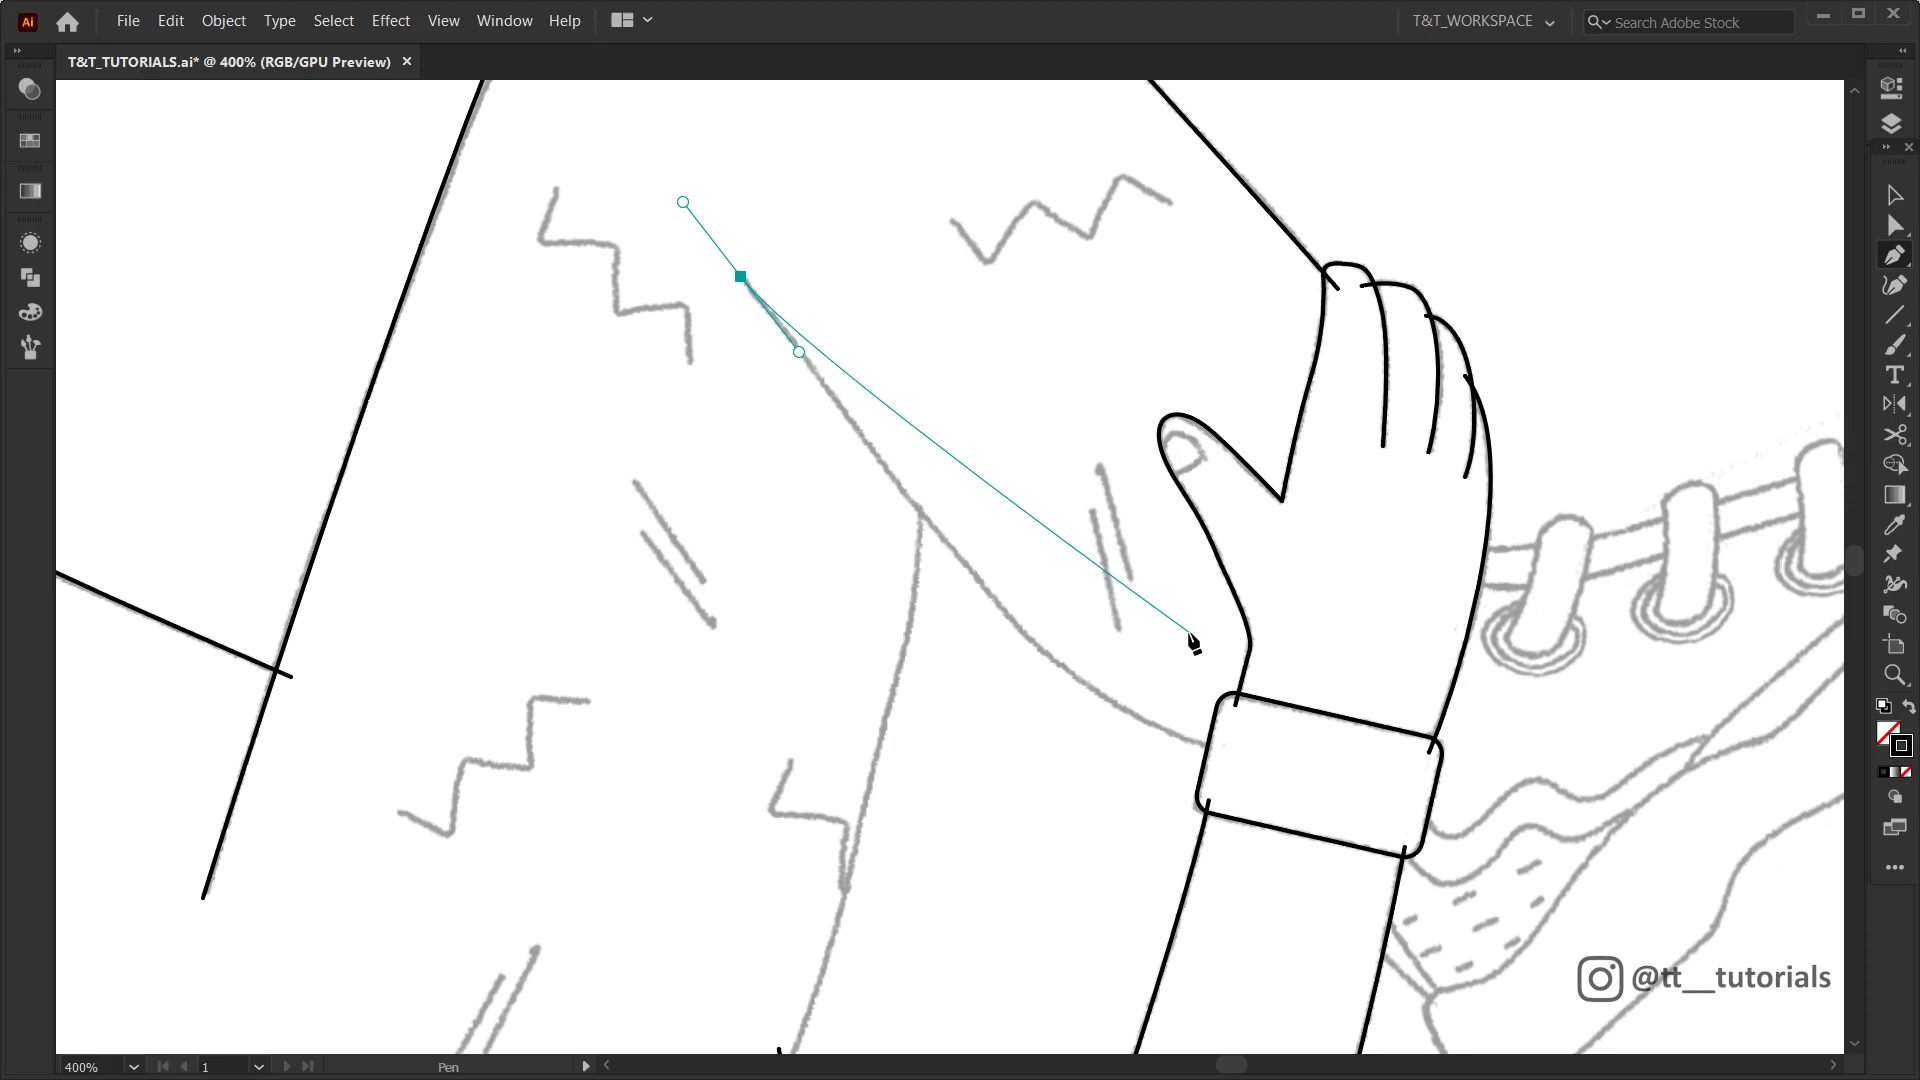 Ai File Edit Object Type Select Effect View Window Help T&T_WORKSPACE Search Adobe Stock
T&T_TUTORIALS.ai* @ 400% (RGB/GPU Preview) ×
T
@tt__tutorials
400% 1 Pen